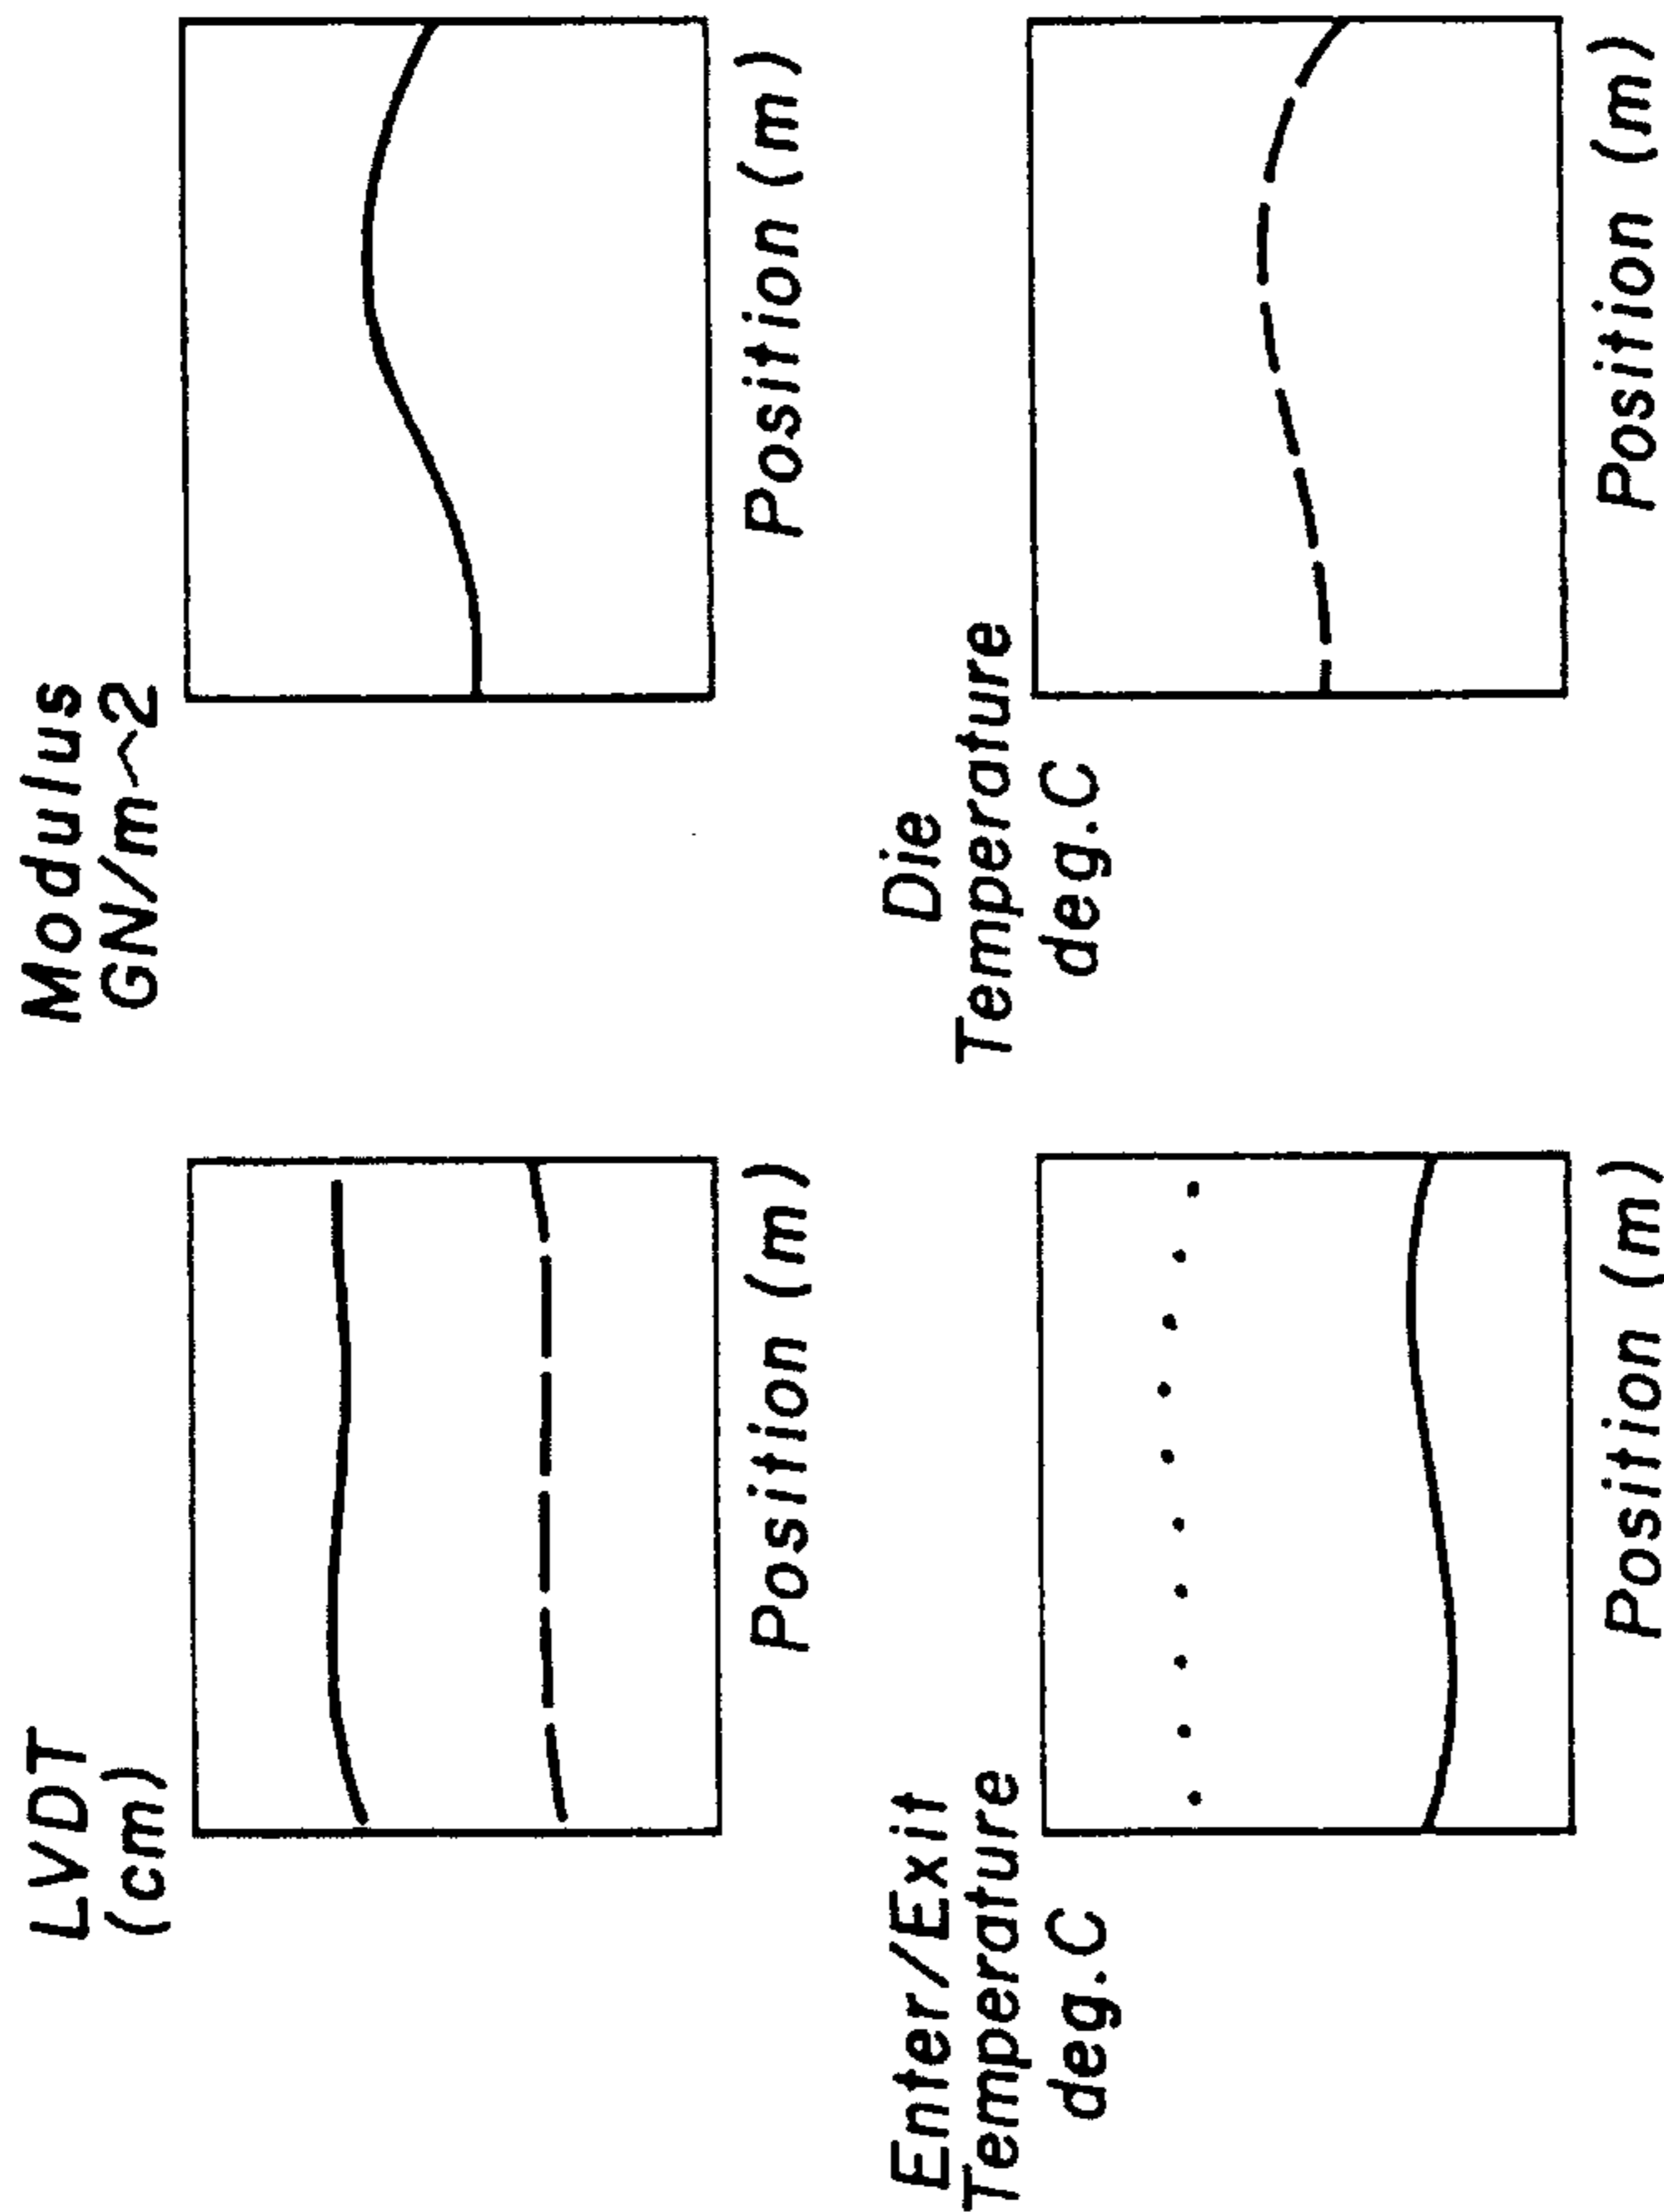 LVDT
(cm)
Position (m)
Modulus
GN/m^2
Position (m)
Enter/Exit
Temperature
deg.C
Position (m)
Die
Temperature
deg.C
Position (m)